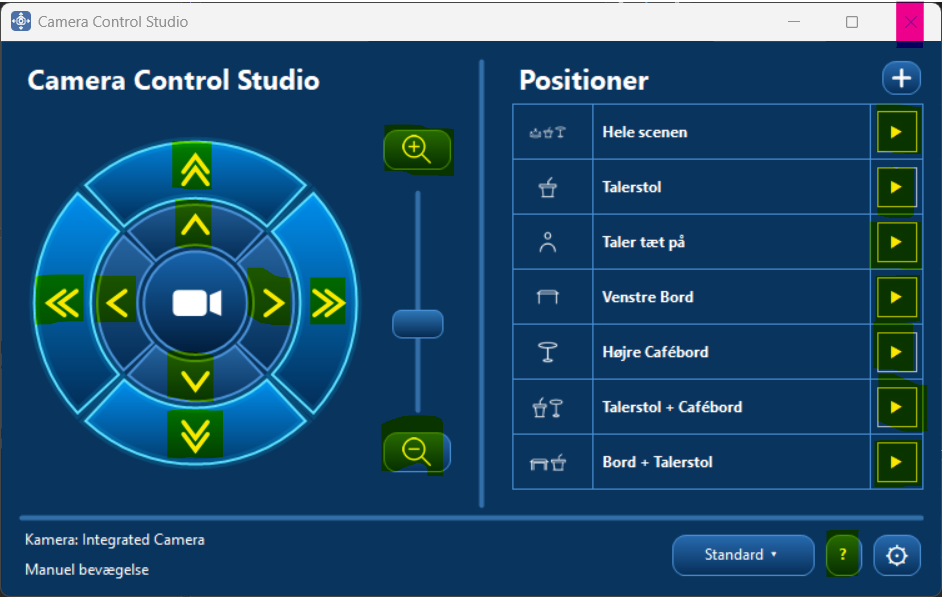 Camera Control Studio
Camera Control Studio
Positioner
Hele scenen
Talerstol
Taler tæt på
Venstre Bord
Højre Cafébord
Talerstol + Cafébord
Bord + Talerstol
Kamera: Integrated Camera
Manuel bevægelse
Standard
?